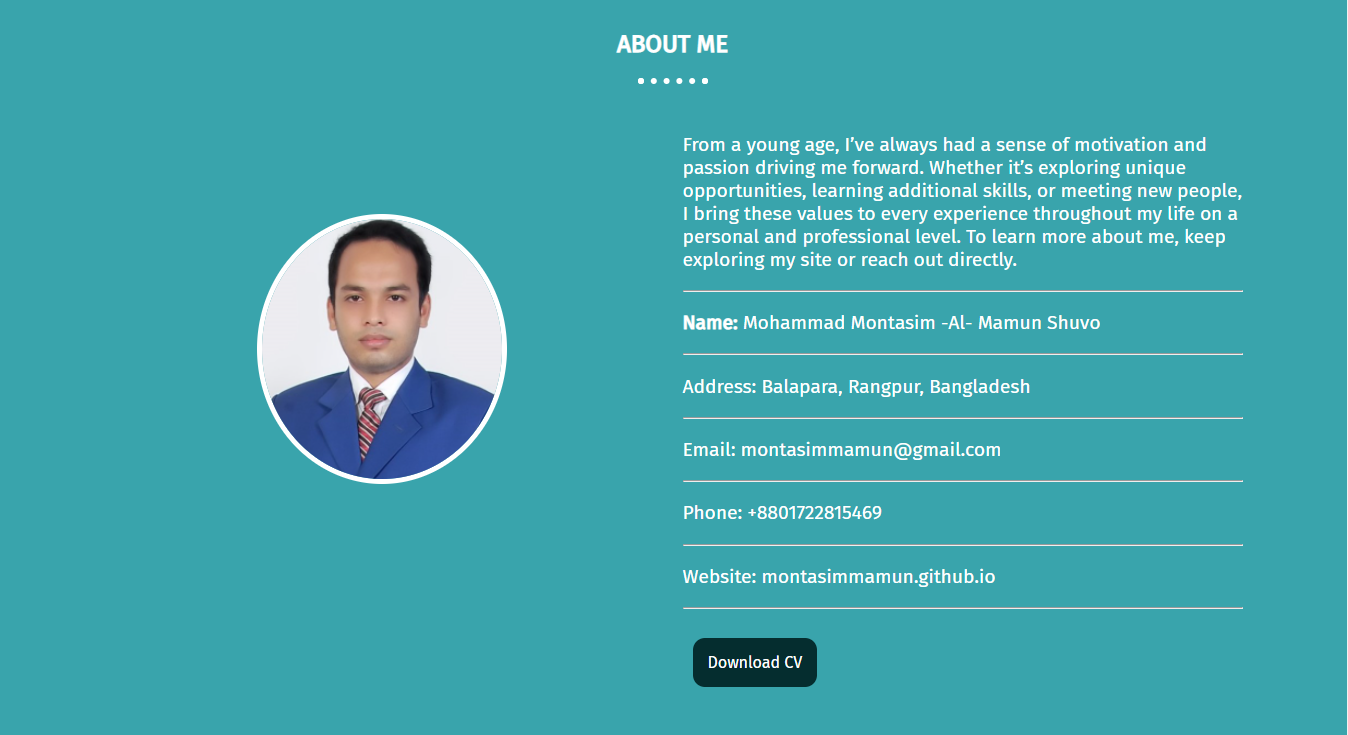 ABOUT ME
From a young age, I’ve always had a sense of motivation and
passion driving me forward. Whether it’s exploring unique
opportunities, learning additional skills, or meeting new people,
I bring these values to every experience throughout my life on a
personal and professional level. To learn more about me, keep
exploring my site or reach out directly.
Name: Mohammad Montasim -Al- Mamun Shuvo
Address: Balapara, Rangpur, Bangladesh
Email: montasimmamun@gmail.com
Phone: +8801722815469
Website: montasimmamun.github.io
Download CV